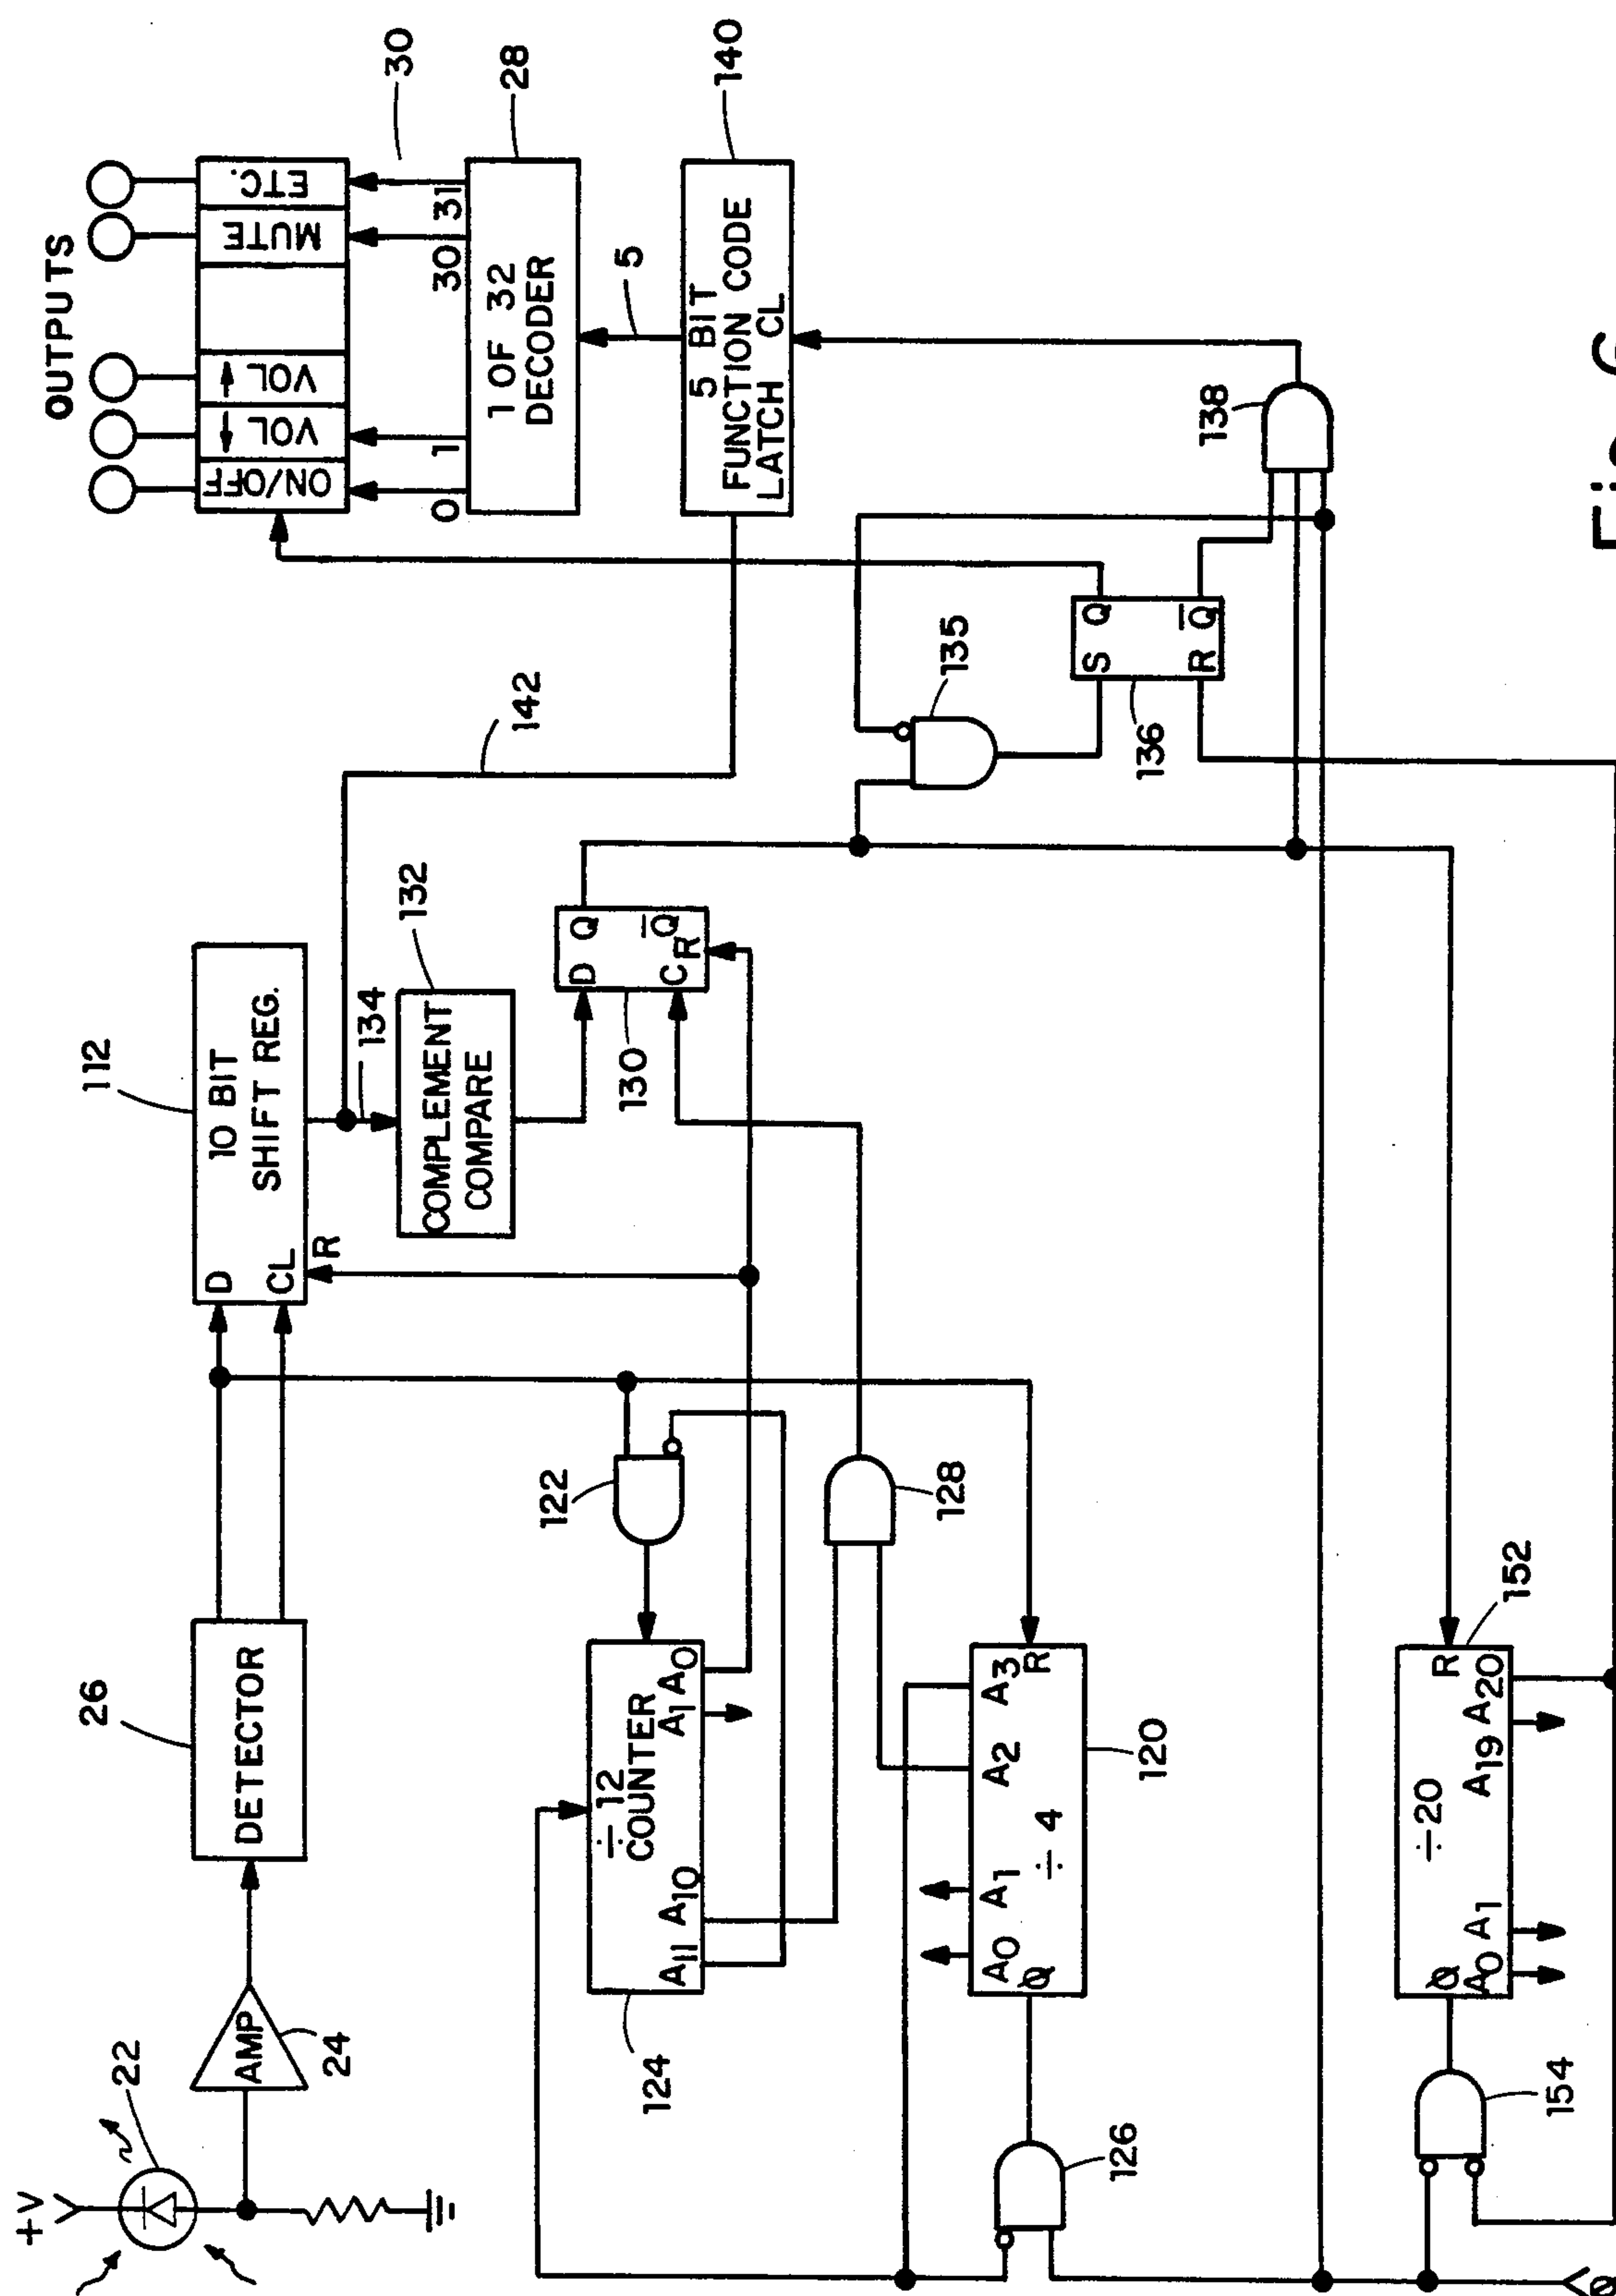 OUTPUTS
ON/OFF
VOL ↓
VOL ↑
MUTE
ETC.
30
0
1
30
31
1 OF 32
DECODER
28
5
5 BIT
FUNCTION CODE
LATCH CL
140
142
+V
22
AMP
24
DETECTOR
26
10 BIT
SHIFT REG.
D
CL
R
112
134
COMPLEMENT
COMPARE
132
D Q
C Q̅
R
130
135
S Q
R Q̅
136
138
122
÷12
COUNTER
A11 A10 A1 A0
124
128
A0 A1 A2 A3
÷ 4
R
120
126
÷20
R
A0 A1 A19 A20
152
154